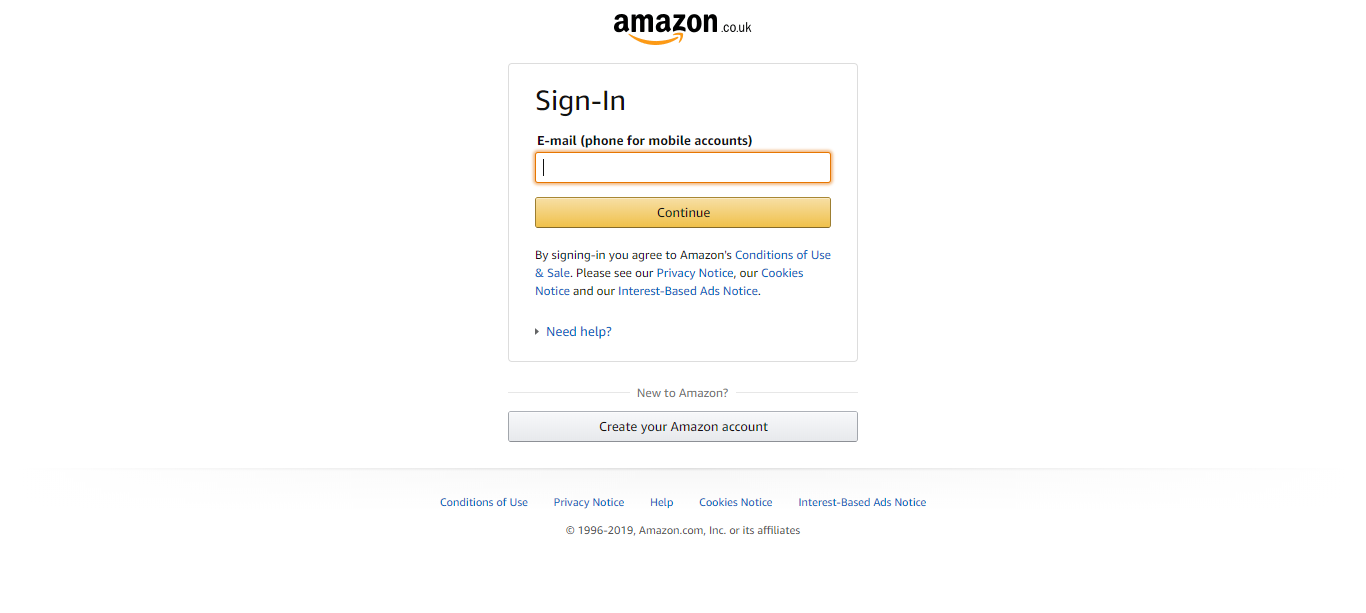 amazon.co.uk
Sign-In
E-mail (phone for mobile accounts)
Continue
By signing-in you agree to Amazon's Conditions of Use
& Sale. Please see our Privacy Notice, our Cookies
Notice and our Interest-Based Ads Notice.
Need help?
New to Amazon?
Create your Amazon account
Conditions of Use Privacy Notice Help Cookies Notice Interest-Based Ads Notice
© 1996-2019, Amazon.com, Inc. or its affiliates